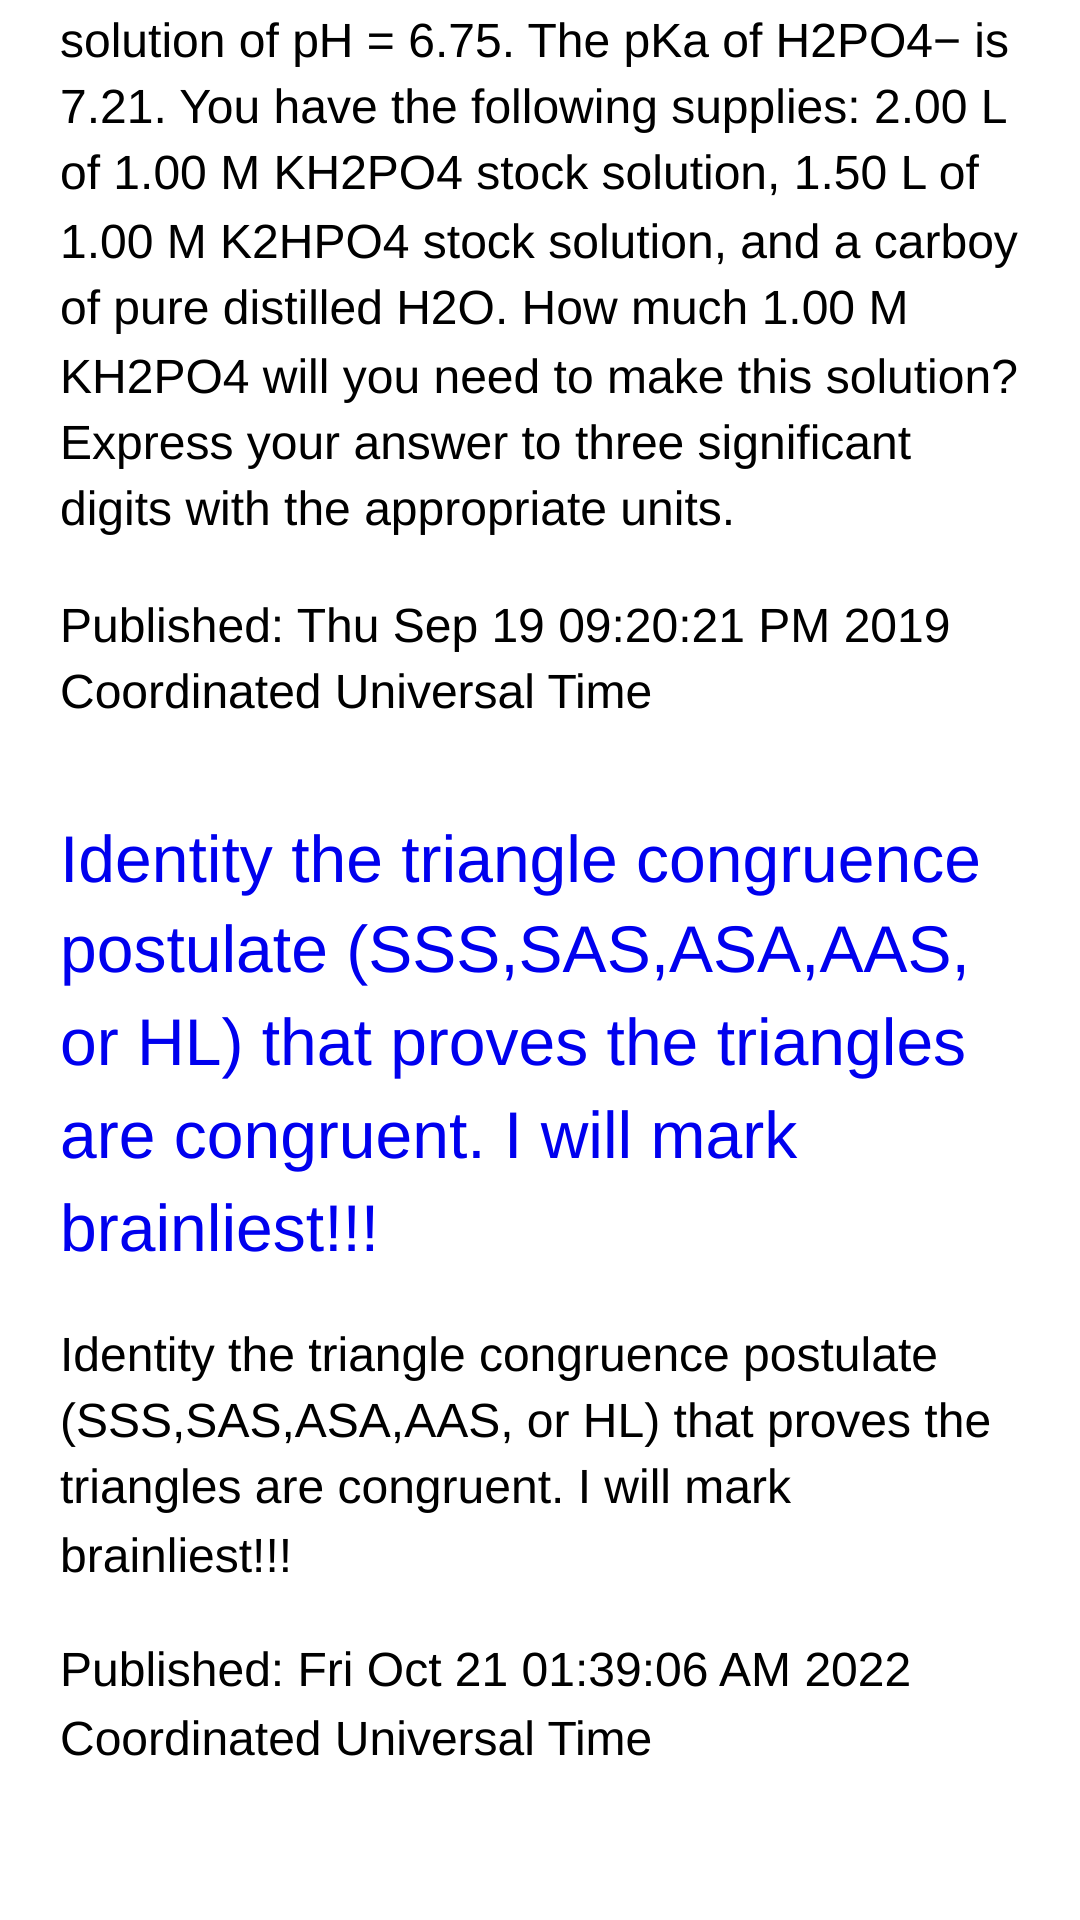 solution of pH = 6.75. The pKa of H2PO4− is
7.21. You have the following supplies: 2.00 L
of 1.00 M KH2PO4 stock solution, 1.50 L of
1.00 M K2HPO4 stock solution, and a carboy
of pure distilled H2O. How much 1.00 M
KH2PO4 will you need to make this solution?
Express your answer to three significant
digits with the appropriate units.
Published: Thu Sep 19 09:20:21 PM 2019
Coordinated Universal Time
Identity the triangle congruence
postulate (SSS,SAS,ASA,AAS,
or HL) that proves the triangles
are congruent. I will mark
brainliest!!!
Identity the triangle congruence postulate
(SSS,SAS,ASA,AAS, or HL) that proves the
triangles are congruent. I will mark
brainliest!!!
Published: Fri Oct 21 01:39:06 AM 2022
Coordinated Universal Time